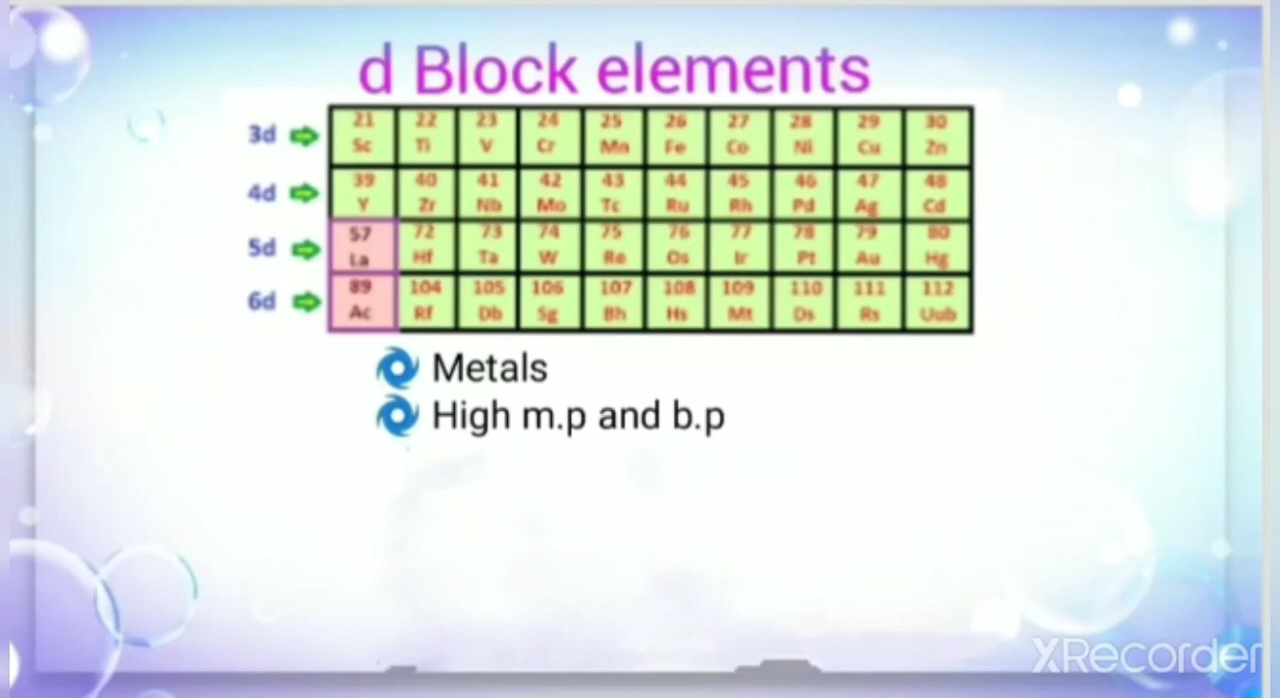 d Block elements
3d 21 22 23 24 25 26 27 28 29 30
Sc Ti V Cr Mn Fe Co Ni Cu Zn
4d 39 40 41 42 43 44 45 46 47 48
Y Zr Nb Mo Tc Ru Rh Pd Ag Cd
5d 57 72 73 74 75 76 77 78 79 80
La Hf Ta W Re Os Ir Pt Au Hg
6d 89 104 105 106 107 108 109 110 111 112
Ac Rf Db Sg Bh Hs Mt Ds Rs Uub
Metals
High m.p and b.p
XRecorder